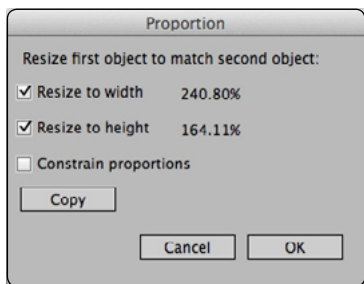 Proportion
Resize first object to match second object:
Resize to width 240.80%
Resize to height 164.11%
Constrain proportions
Copy
Cancel OK